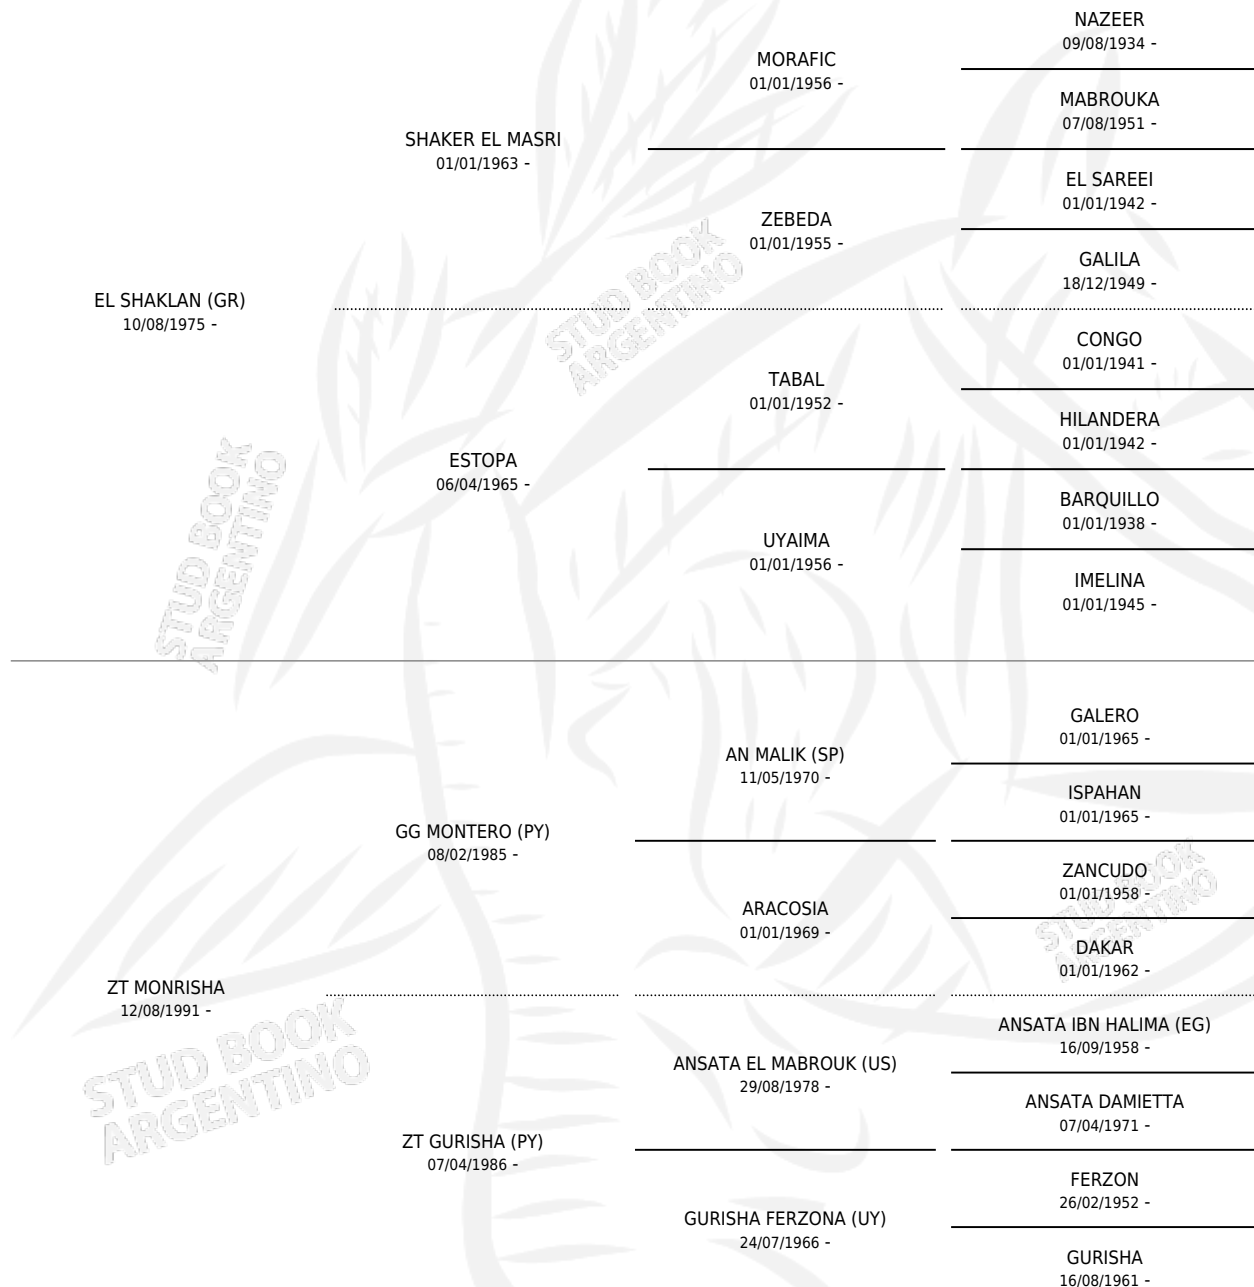 NAZEER
09/08/1934 -
MORAFIC
01/01/1956 -
MABROUKA
07/08/1951 -
SHAKER EL MASRI
01/01/1963 -
EL SAREEI
01/01/1942 -
ZEBEDA
01/01/1955 -
GALILA
18/12/1949 -
EL SHAKLAN (GR)
10/08/1975 -
CONGO
01/01/1941 -
TABAL
01/01/1952 -
HILANDERA
01/01/1942 -
ESTOPA
06/04/1965 -
BARQUILLO
01/01/1938 -
UYAIMA
01/01/1956 -
IMELINA
01/01/1945 -
GALERO
01/01/1965 -
AN MALIK (SP)
11/05/1970 -
ISPAHAN
01/01/1965 -
GG MONTERO (PY)
08/02/1985 -
ZANCUDO
01/01/1958 -
ARACOSIA
01/01/1969 -
DAKAR
01/01/1962 -
ZT MONRISHA
12/08/1991 -
ANSATA IBN HALIMA (EG)
16/09/1958 -
ANSATA EL MABROUK (US)
29/08/1978 -
ANSATA DAMIETTA
07/04/1971 -
ZT GURISHA (PY)
07/04/1986 -
FERZON
26/02/1952 -
GURISHA FERZONA (UY)
24/07/1966 -
GURISHA
16/08/1961 -
STUD BOOK
ARGENTINO
STUD BOOK
ARGENTINO
STUD BOOK
ARGENTINO
STUD BOOK
ARGENTINO